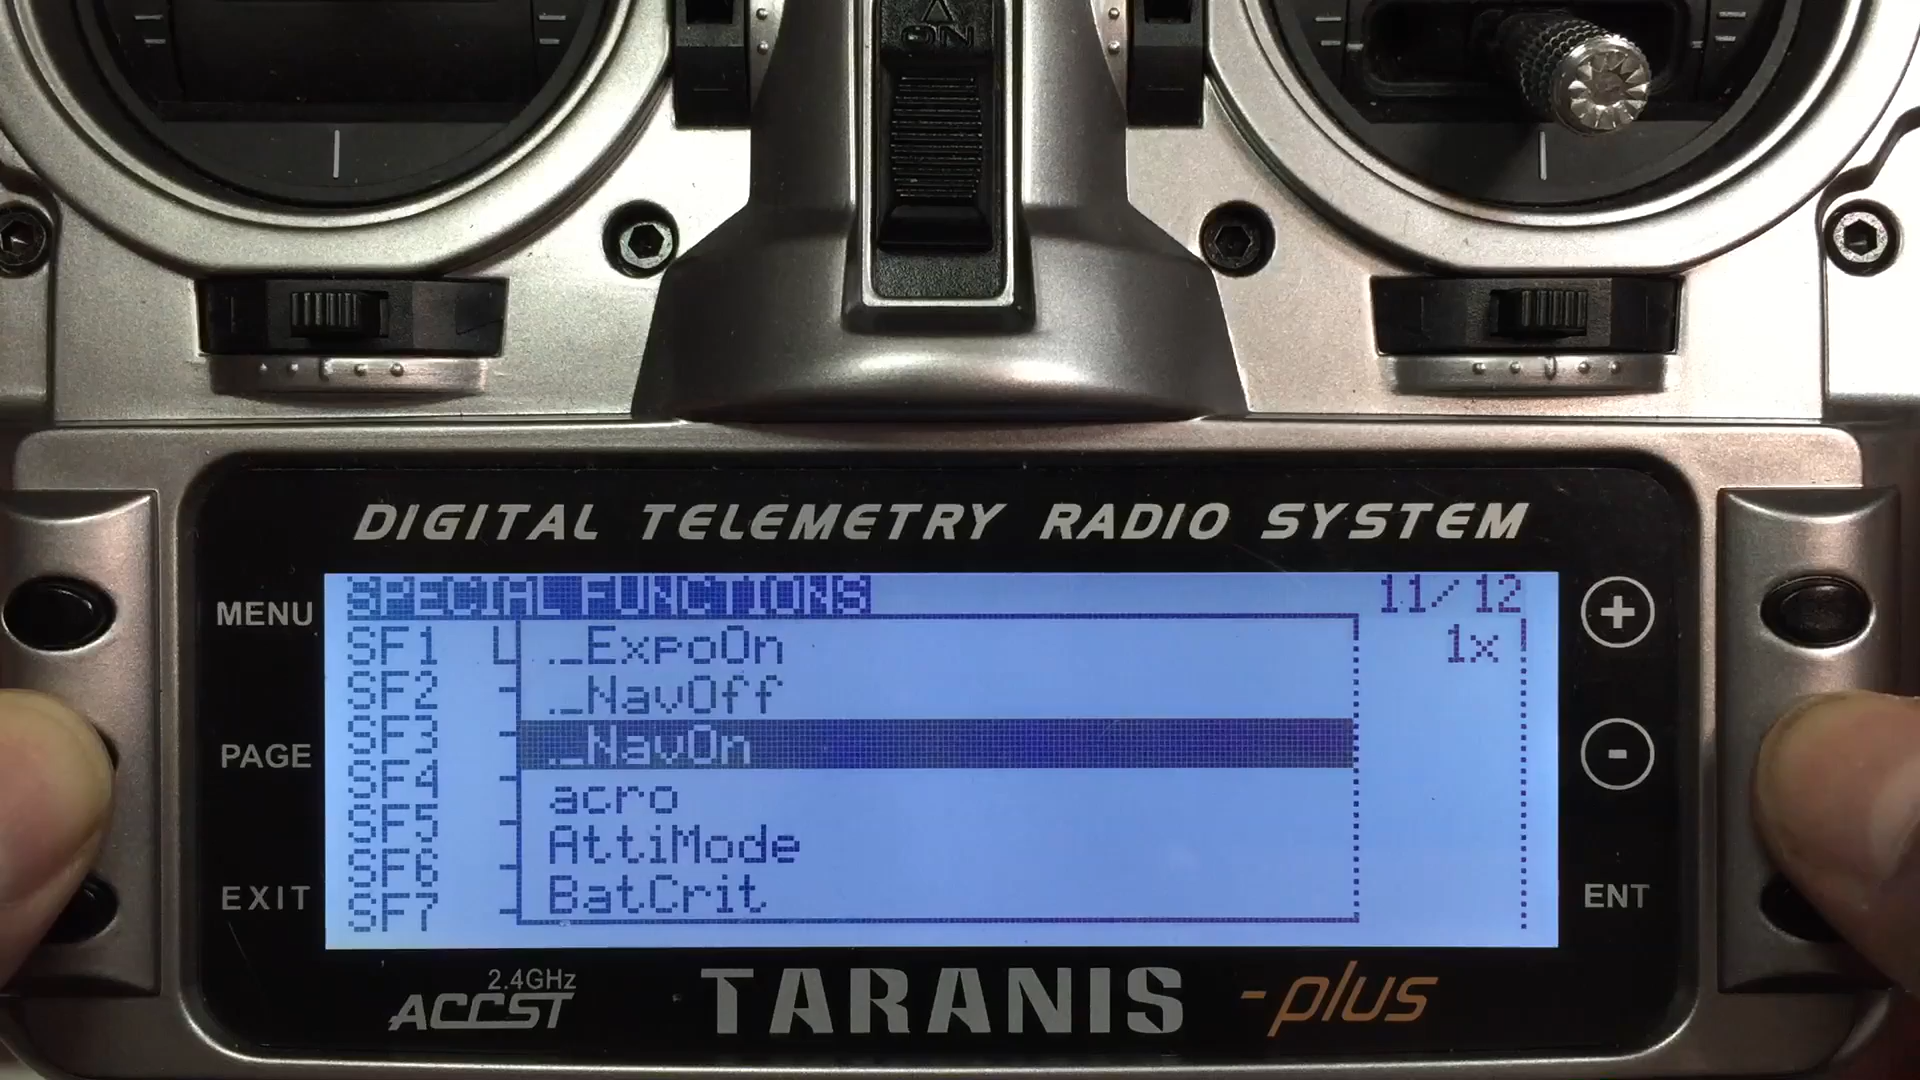 ON
DIGITAL TELEMETRY RADIO SYSTEM
SPECIAL FUNCTIONS 11/12
SF1 L ._ExpoOn 1x
SF2 ._NavOff
SF3 ._NavOn
SF4 acro
SF5 AttiMode
SF6 BatCrit
SF7
MENU
PAGE
EXIT
+
-
ENT
2.4GHz
ACCST
TARANIS -plus